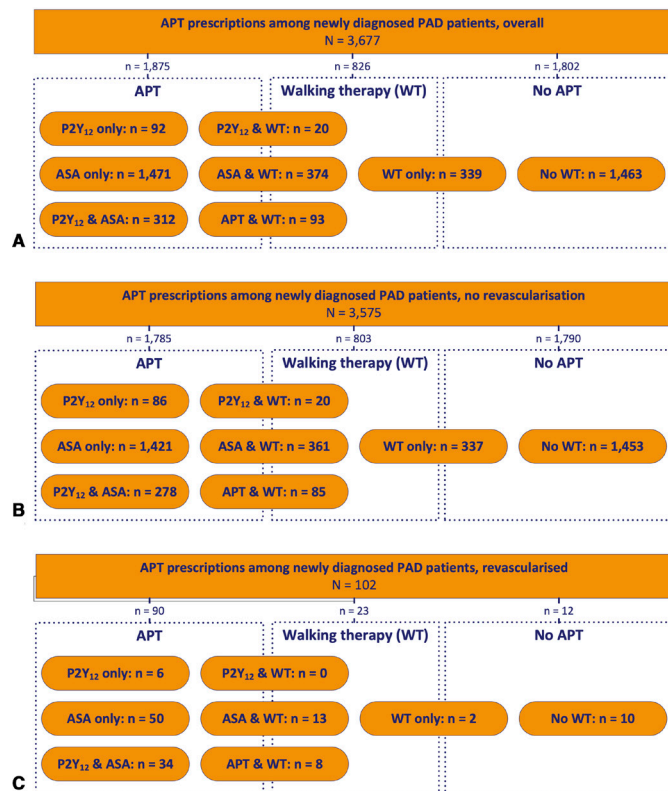 APT prescriptions among newly diagnosed PAD patients, overall
N = 3,677
n = 1,875 n = 826 n = 1,802
APT Walking therapy (WT) No APT
P2Y₁₂ only: n = 92 P2Y₁₂ & WT: n = 20
ASA only: n = 1,471 ASA & WT: n = 374 WT only: n = 339 No WT: n = 1,463
P2Y₁₂ & ASA: n = 312 APT & WT: n = 93
A
APT prescriptions among newly diagnosed PAD patients, no revascularisation
N = 3,575
n = 1,785 n = 803 n = 1,790
APT Walking therapy (WT) No APT
P2Y₁₂ only: n = 86 P2Y₁₂ & WT: n = 20
ASA only: n = 1,421 ASA & WT: n = 361 WT only: n = 337 No WT: n = 1,453
P2Y₁₂ & ASA: n = 278 APT & WT: n = 85
B
APT prescriptions among newly diagnosed PAD patients, revascularised
N = 102
n = 90 n = 23 n = 12
APT Walking therapy (WT) No APT
P2Y₁₂ only: n = 6 P2Y₁₂ & WT: n = 0
ASA only: n = 50 ASA & WT: n = 13 WT only: n = 2 No WT: n = 10
P2Y₁₂ & ASA: n = 34 APT & WT: n = 8
C